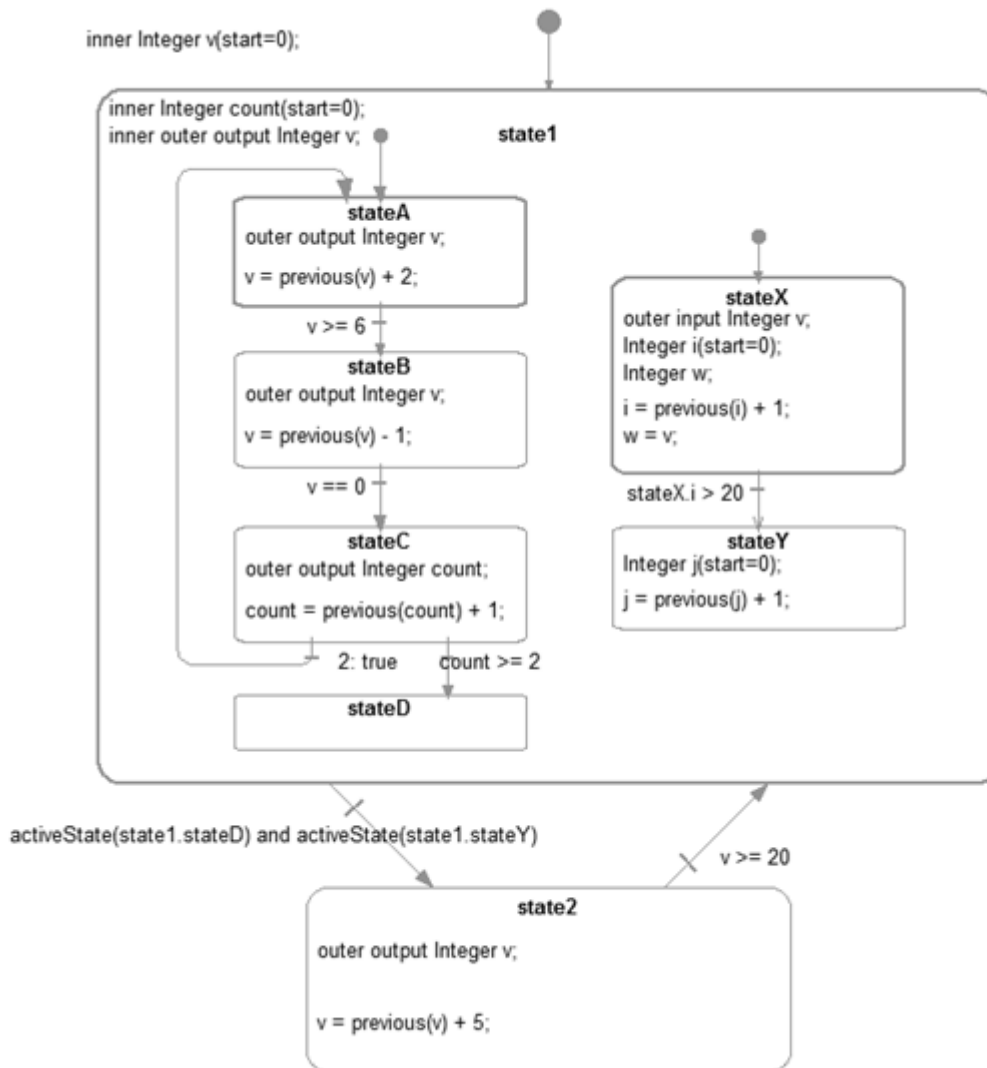 inner Integer v(start=0);
inner Integer count(start=0);
inner outer output Integer v;
state1
stateA
outer output Integer v;
v = previous(v) + 2;
v >= 6
stateB
outer output Integer v;
v = previous(v) - 1;
v == 0
stateC
outer output Integer count;
count = previous(count) + 1;
2: true
count >= 2
stateD
stateX
outer input Integer v;
Integer i(start=0);
Integer w;
i = previous(i) + 1;
w = v;
stateX.i > 20
stateY
Integer j(start=0);
j = previous(j) + 1;
activeState(state1.stateD) and activeState(state1.stateY)
v >= 20
state2
outer output Integer v;
v = previous(v) + 5;